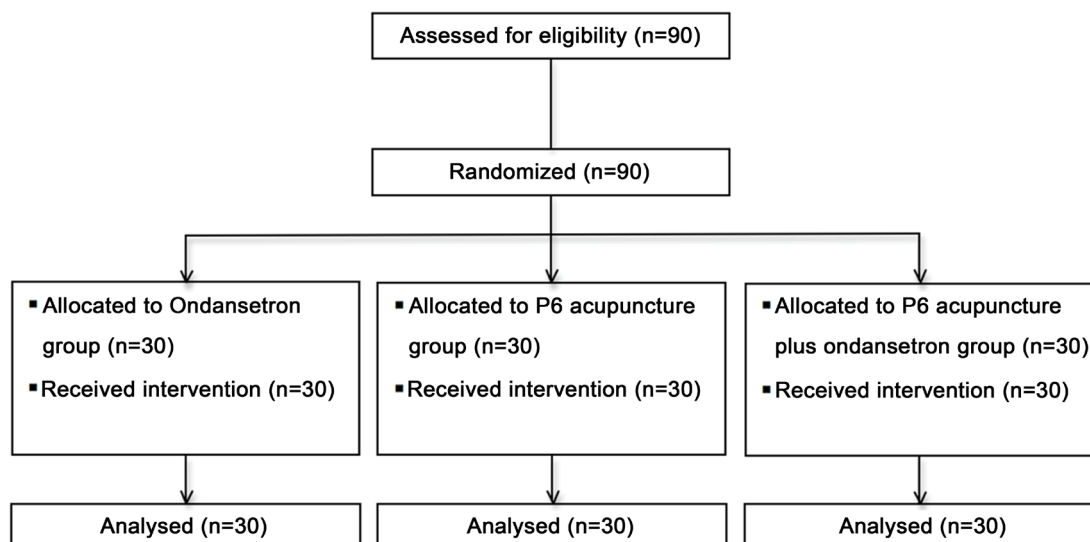 Assessed for eligibility (n=90)
Randomized (n=90)
▪ Allocated to Ondansetron
group (n=30)
▪ Received intervention (n=30)
▪ Allocated to P6 acupuncture
group (n=30)
▪ Received intervention (n=30)
▪ Allocated to P6 acupuncture
plus ondansetron group (n=30)
▪ Received intervention (n=30)
Analysed (n=30)
Analysed (n=30)
Analysed (n=30)